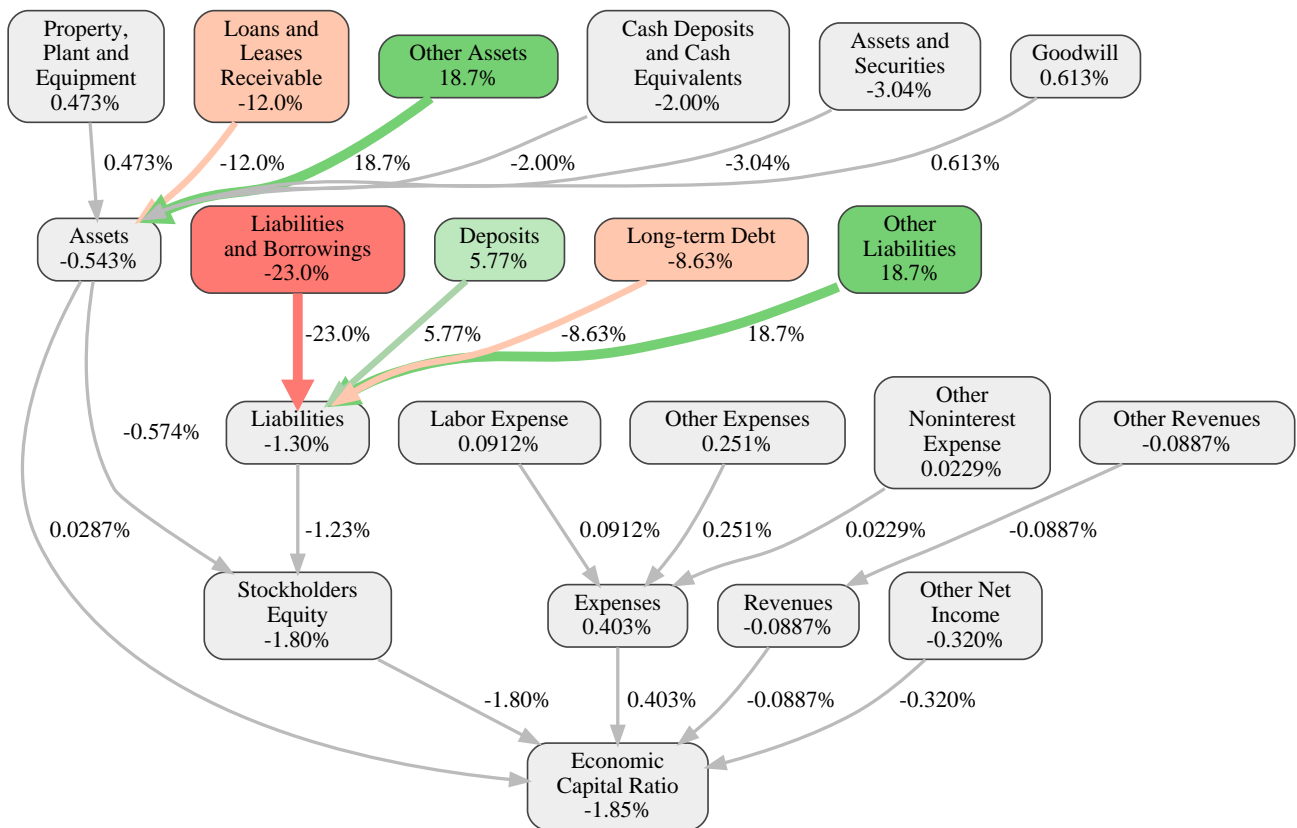 Property,
Plant and
Equipment
0.473%
Loans and
Leases
Receivable
-12.0%
Other Assets
18.7%
Cash Deposits
and Cash
Equivalents
-2.00%
Assets and
Securities
-3.04%
Goodwill
0.613%
0.473%
-12.0%
18.7%
-2.00%
-3.04%
0.613%
Assets
-0.543%
Liabilities
and Borrowings
-23.0%
Deposits
5.77%
Long-term Debt
-8.63%
Other
Liabilities
18.7%
-23.0%
5.77%
-8.63%
18.7%
-0.574%
Liabilities
-1.30%
Labor Expense
0.0912%
Other Expenses
0.251%
Other
Noninterest
Expense
0.0229%
Other Revenues
-0.0887%
0.0287%
-1.23%
0.0912%
0.251%
0.0229%
-0.0887%
Stockholders
Equity
-1.80%
Expenses
0.403%
Revenues
-0.0887%
Other Net
Income
-0.320%
-1.80%
0.403%
-0.0887%
-0.320%
Economic
Capital Ratio
-1.85%